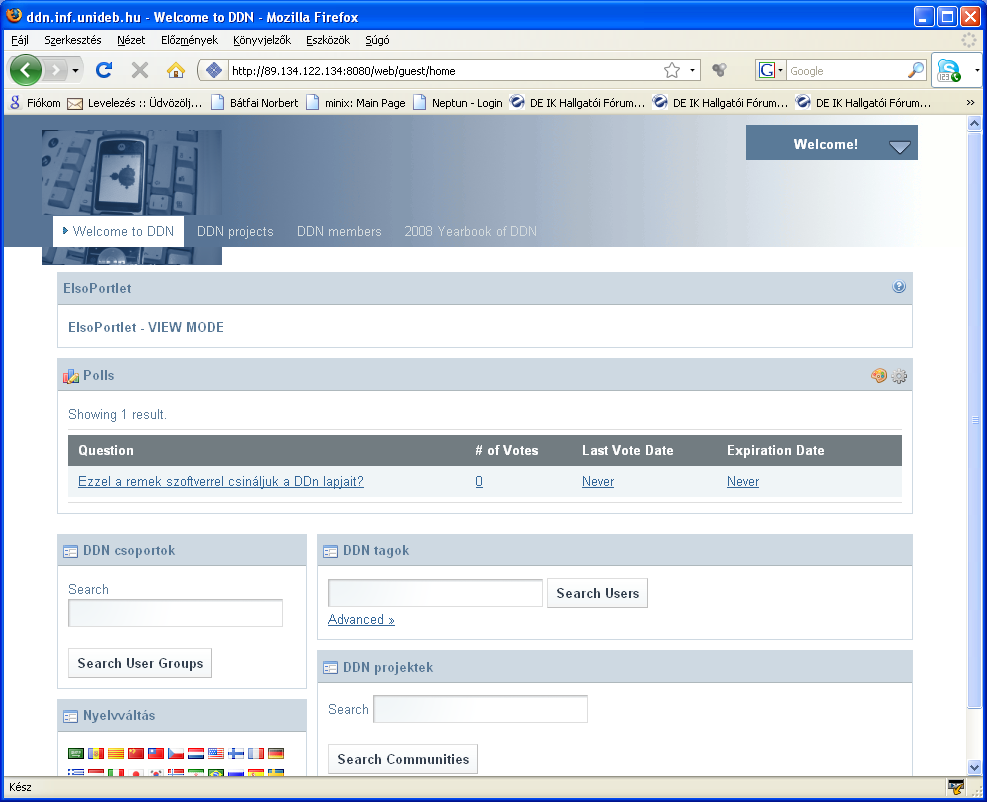 ddn.inf.unideb.hu - Welcome to DDN - Mozilla Firefox
Fájl Szerkesztés Nézet Előzmények Könyvjelzők Eszközök Súgó
http://89.134.122.134:8080/web/guest/home
Google
Fiókom Levelezés :: Üdvözölj... Bátfai Norbert minix: Main Page Neptun - Login DE IK Hallgatói Fórum... DE IK Hallgatói Fórum... DE IK Hallgatói Fórum... »
Welcome!
Welcome to DDN DDN projects DDN members 2008 Yearbook of DDN
ElsoPortlet
ElsoPortlet - VIEW MODE
Polls
Showing 1 result.
Question # of Votes Last Vote Date Expiration Date
Ezzel a remek szoftverrel csináljuk a DDn lapjait? 0 Never Never
DDN csoportok
Search
Search User Groups
Nyelvváltás
DDN tagok
Search Users
Advanced »
DDN projektek
Search
Search Communities
Kész